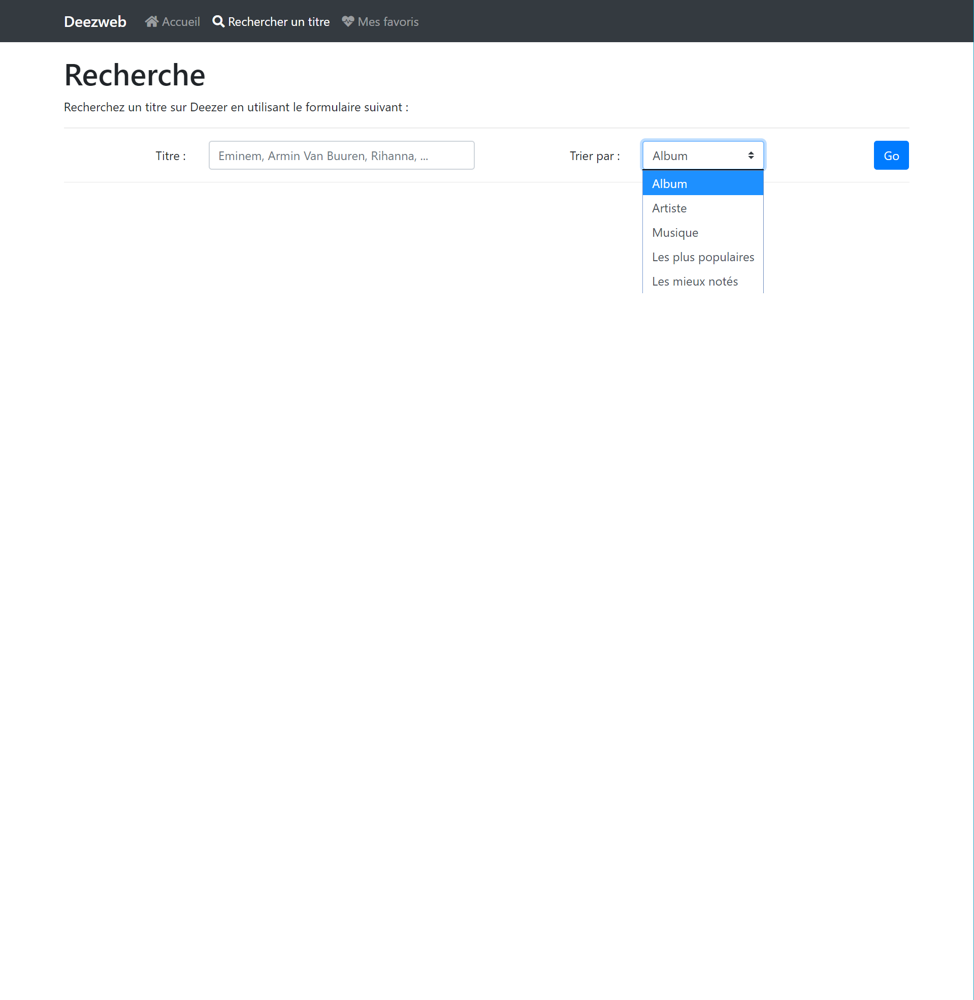 Deezweb Accueil Rechercher un titre Mes favoris
Recherche
Recherchez un titre sur Deezer en utilisant le formulaire suivant :
Titre : Eminem, Armin Van Buuren, Rihanna, ... Trier par : Album Go
Album
Artiste
Musique
Les plus populaires
Les mieux notés